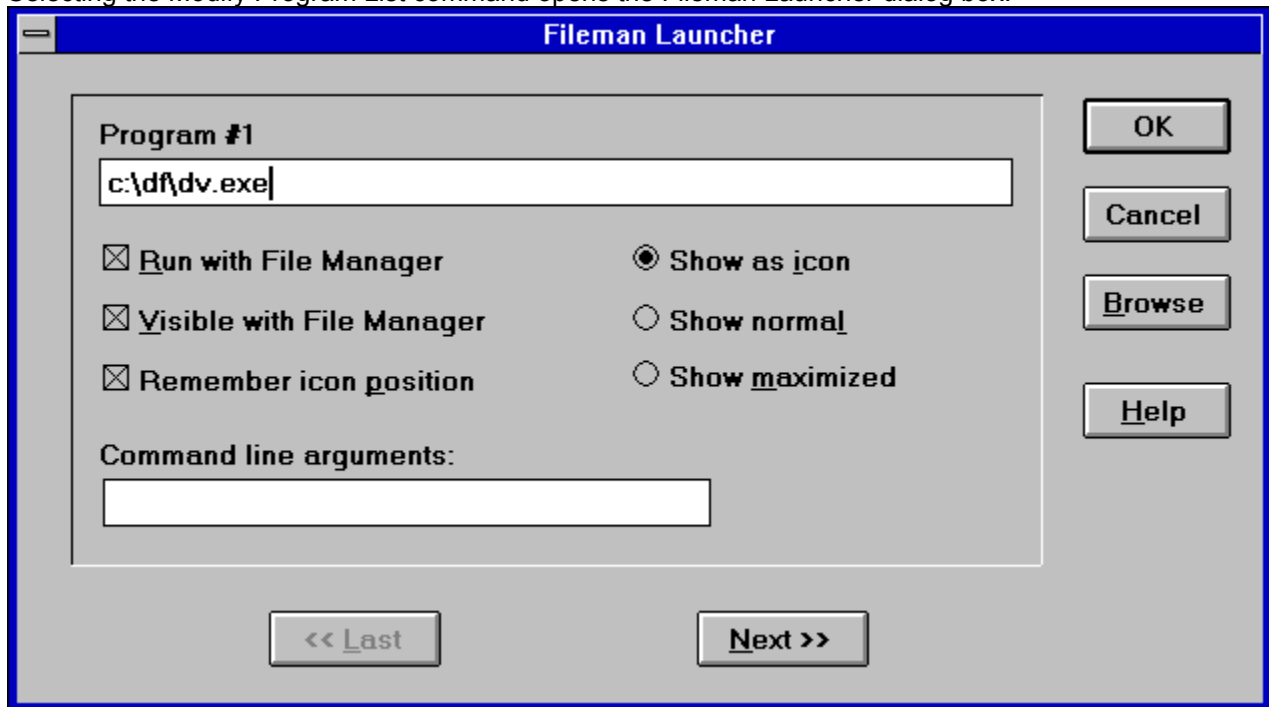 Selecting the Modify Program List command opens the Fileman Launcher dialog box.
Fileman Launcher
Program #1
c:\df\dv.exe
Run with File Manager
Visible with File Manager
Remember icon position
Show as icon
Show normal
Show maximized
Command line arguments:
<< Last
Next >>
OK
Cancel
Browse
Help